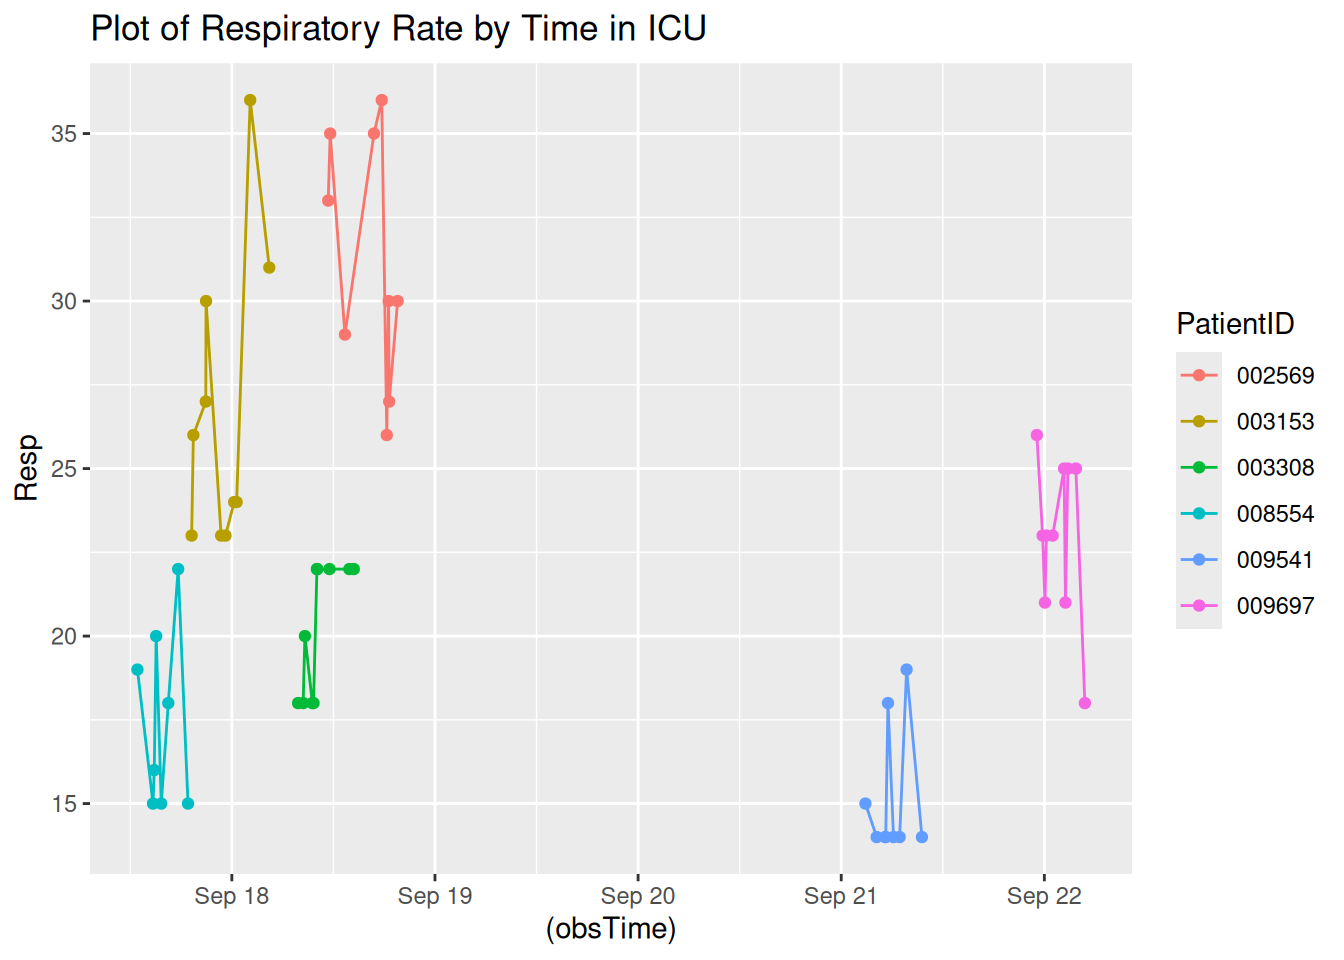 Plot of Respiratory Rate by Time in ICU
35
30
25
20
15
Resp
Sep 18
Sep 19
Sep 20
Sep 21
Sep 22
(obsTime)
PatientID
002569
003153
003308
008554
009541
009697